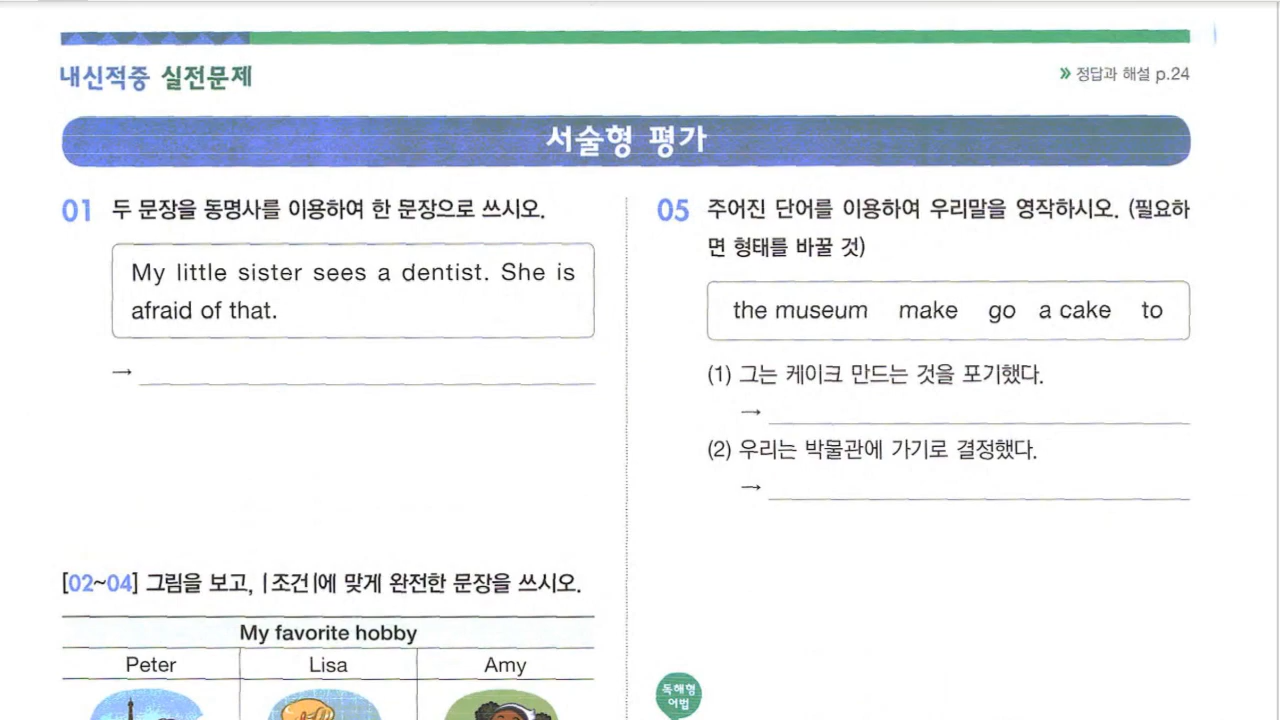 내신적중 실전문제
» 정답과 해설 p.24
서술형 평가
01 두 문장을 동명사를 이용하여 한 문장으로 쓰시오.
My little sister sees a dentist. She is
afraid of that.
→
[02~04] 그림을 보고, |조건|에 맞게 완전한 문장을 쓰시오.
My favorite hobby
Peter Lisa Amy
05 주어진 단어를 이용하여 우리말을 영작하시오. (필요하
면 형태를 바꿀 것)
the museum make go a cake to
(1) 그는 케이크 만드는 것을 포기했다.
→
(2) 우리는 박물관에 가기로 결정했다.
→
독해형
어법